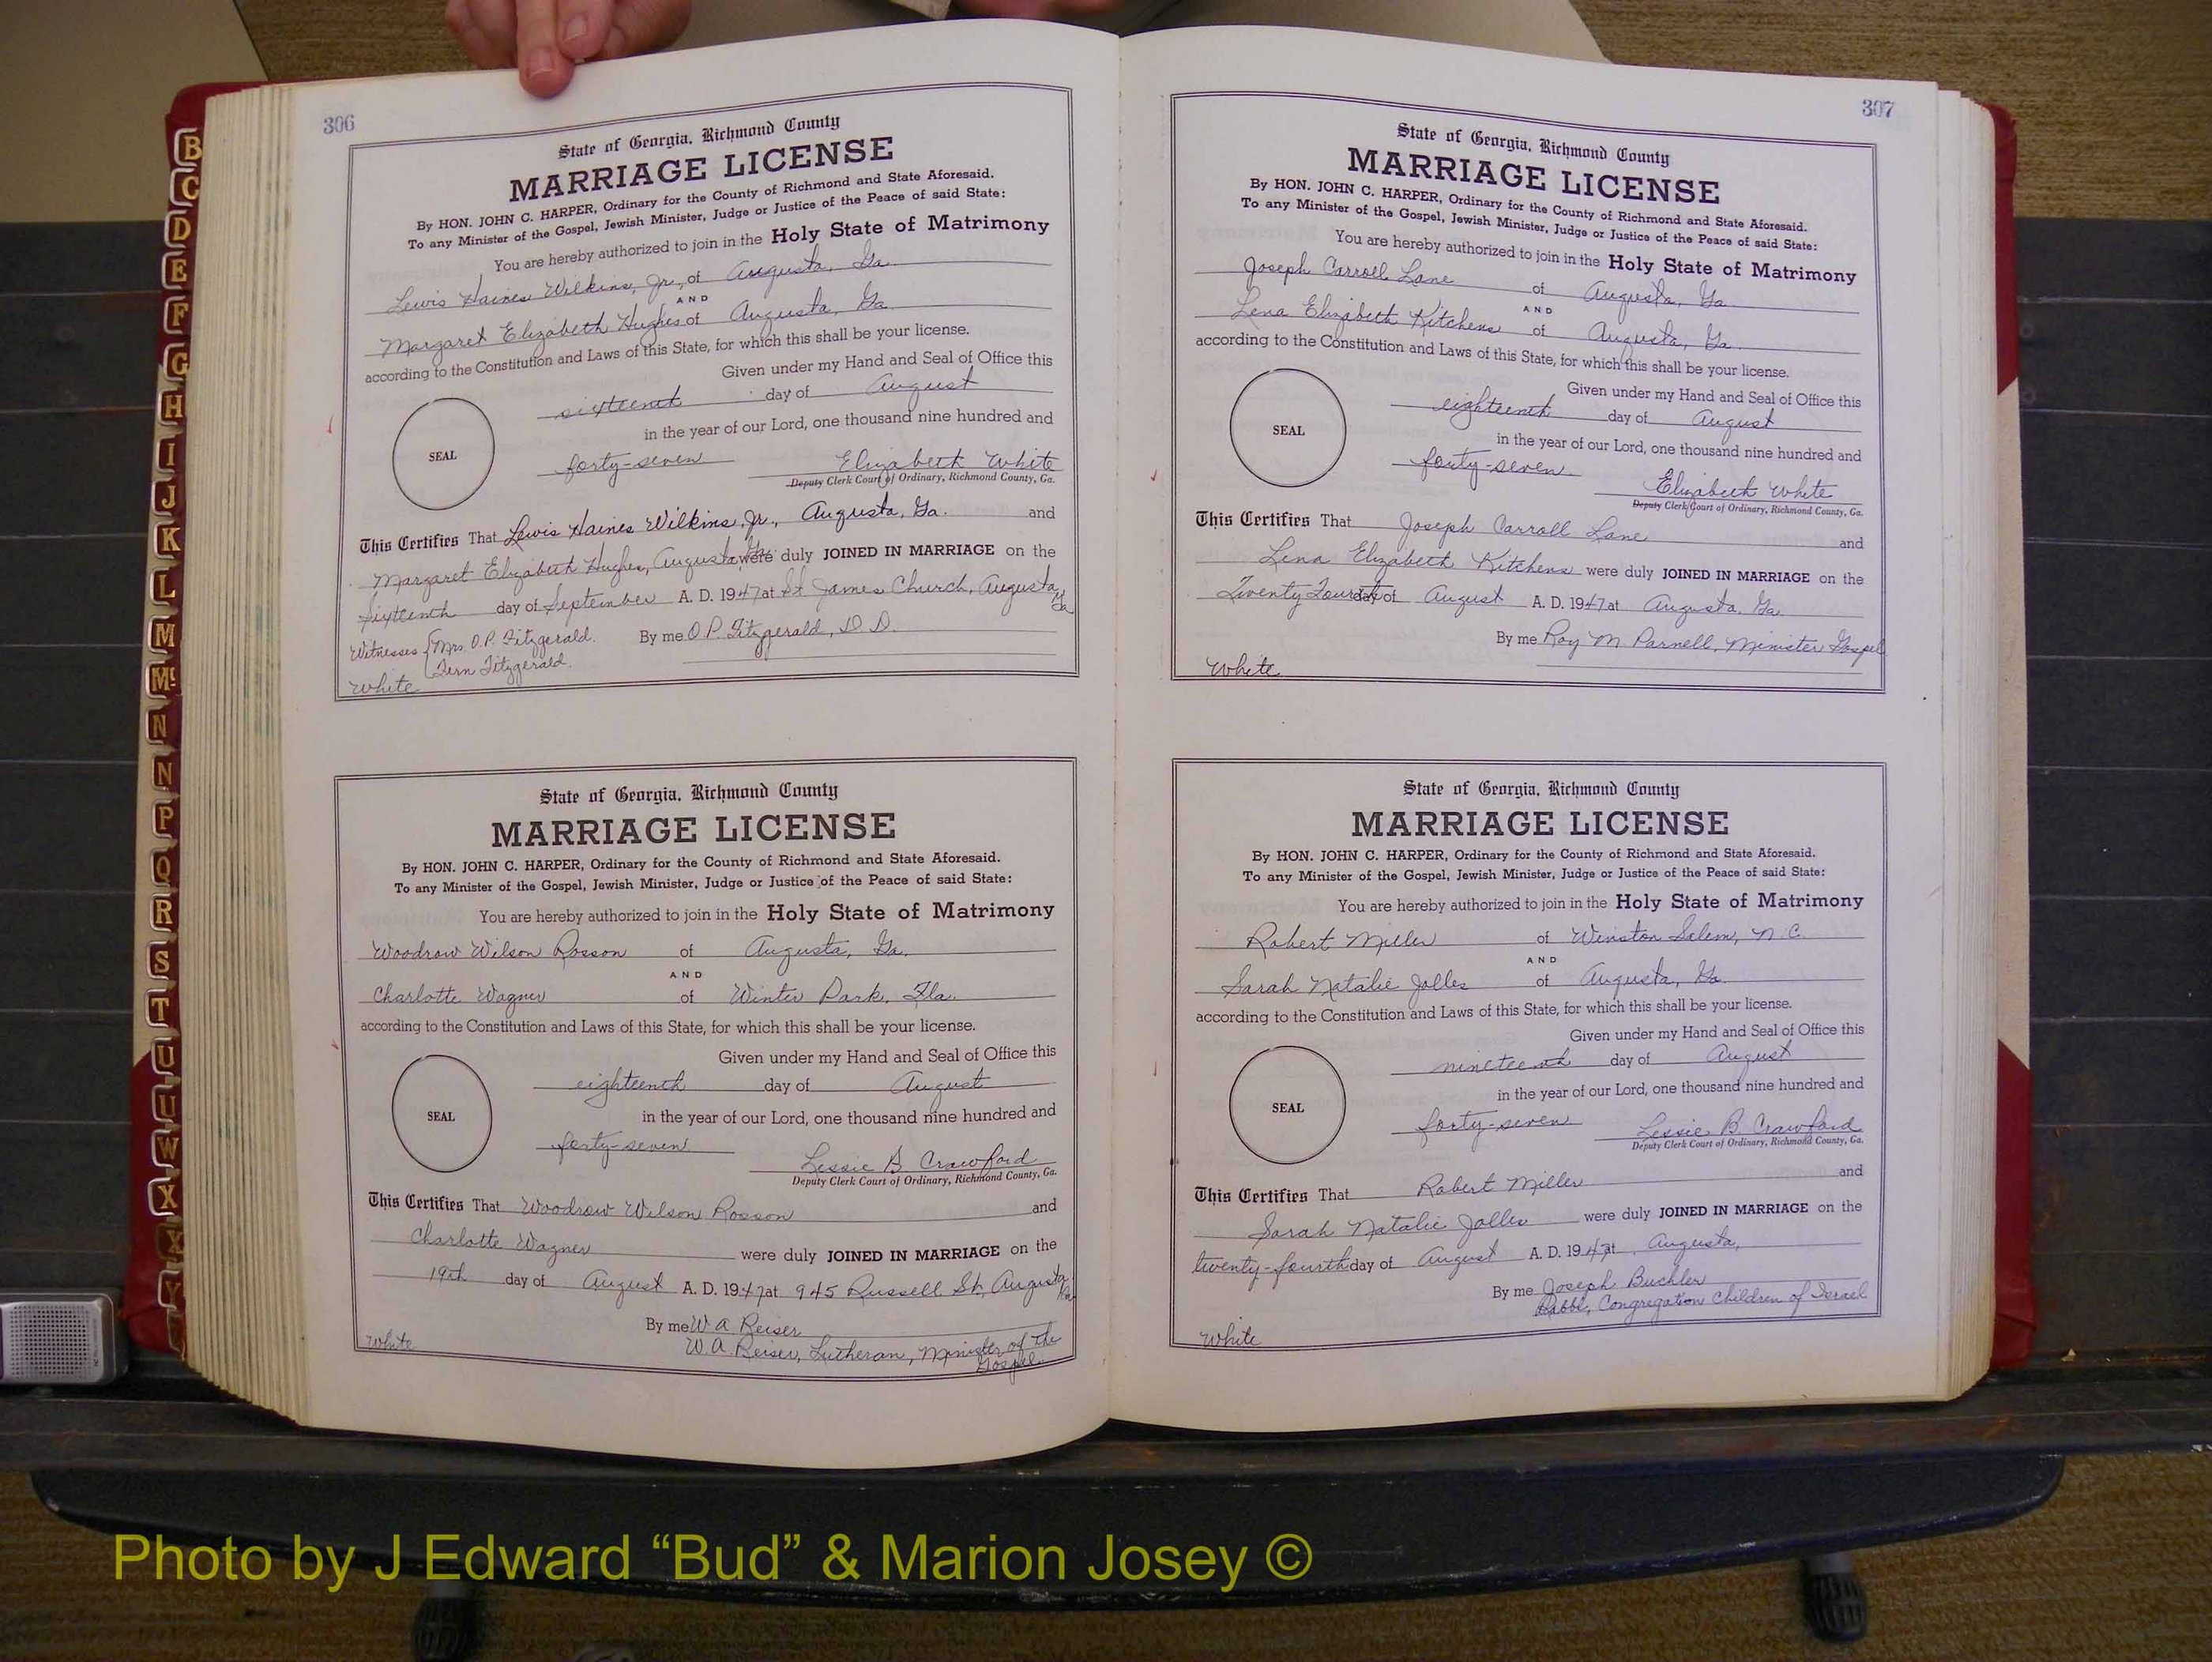 306
State of Georgia, Richmond County
MARRIAGE LICENSE
By HON. JOHN C. HARPER, Ordinary for the County of Richmond and State Aforesaid.
To any Minister of the Gospel, Jewish Minister, Judge or Justice of the Peace of said State:
You are hereby authorized to join in the Holy State of Matrimony
Lewis Haines Wilkins, Jr., of Augusta, Ga.
AND
Margaret Elizabeth Hughes of Augusta, Ga.
according to the Constitution and Laws of this State, for which this shall be your license.
Given under my Hand and Seal of Office this
sixteenth day of August
in the year of our Lord, one thousand nine hundred and
SEAL
forty-seven Elizabeth White
Deputy Clerk Court of Ordinary, Richmond County, Ga.
This Certifies That Lewis Haines Wilkins, Jr., Augusta, Ga. and
Margaret Elizabeth Hughes, Augusta, Ga. were duly JOINED IN MARRIAGE on the
Sixteenth day of September A. D. 1947 at St James Church, Augusta, Ga
Witnesses { Mrs. O.P. Fitzgerald. By me O.P. Fitzgerald, D.D.
Fern Fitzgerald.
White
State of Georgia, Richmond County
MARRIAGE LICENSE
By HON. JOHN C. HARPER, Ordinary for the County of Richmond and State Aforesaid.
To any Minister of the Gospel, Jewish Minister, Judge or Justice of the Peace of said State:
You are hereby authorized to join in the Holy State of Matrimony
Woodrow Wilson Rosson of Augusta, Ga.
AND
Charlotte Wagner of Winter Park, Fla.
according to the Constitution and Laws of this State, for which this shall be your license.
Given under my Hand and Seal of Office this
eighteenth day of August
in the year of our Lord, one thousand nine hundred and
SEAL
forty-seven Lessie B. Crawford
Deputy Clerk Court of Ordinary, Richmond County, Ga.
This Certifies That Woodrow Wilson Rosson and
Charlotte Wagner were duly JOINED IN MARRIAGE on the
19th day of August A. D. 1947 at 945 Russell St, Augusta Ga
By me W. A. Reiser
W. A. Reiser, Lutheran, Minister of the
Gospel.
White
307
State of Georgia, Richmond County
MARRIAGE LICENSE
By HON. JOHN C. HARPER, Ordinary for the County of Richmond and State Aforesaid.
To any Minister of the Gospel, Jewish Minister, Judge or Justice of the Peace of said State:
You are hereby authorized to join in the Holy State of Matrimony
Joseph Carroll Lane of Augusta, Ga.
AND
Lena Elizabeth Kitchens of Augusta, Ga.
according to the Constitution and Laws of this State, for which this shall be your license.
Given under my Hand and Seal of Office this
eighteenth day of August
in the year of our Lord, one thousand nine hundred and
SEAL
forty-seven Elizabeth White
Deputy Clerk Court of Ordinary, Richmond County, Ga.
This Certifies That Joseph Carroll Lane and
Lena Elizabeth Kitchens were duly JOINED IN MARRIAGE on the
Twenty Fourth day of August A. D. 1947 at Augusta, Ga.
By me Roy M. Parnell, Minister Gospel
White
State of Georgia, Richmond County
MARRIAGE LICENSE
By HON. JOHN C. HARPER, Ordinary for the County of Richmond and State Aforesaid.
To any Minister of the Gospel, Jewish Minister, Judge or Justice of the Peace of said State:
You are hereby authorized to join in the Holy State of Matrimony
Robert Miller of Winston Salem, N.C.
AND
Sarah Natalie Jolles of Augusta, Ga.
according to the Constitution and Laws of this State, for which this shall be your license.
Given under my Hand and Seal of Office this
nineteenth day of August
in the year of our Lord, one thousand nine hundred and
SEAL
forty-seven Lessie B Crawford
Deputy Clerk Court of Ordinary, Richmond County, Ga.
This Certifies That Robert Miller and
Sarah Natalie Jolles were duly JOINED IN MARRIAGE on the
twenty-fourth day of August A. D. 1947 at Augusta,
By me Joseph Buchler
Rabbi, Congregation Children of Israel
White
B
C
D
E
F
G
H
I
J
K
L
M
Mc
N
N
P
Q
R
S
T
U
U
W
X
X
Y
Photo by J Edward “Bud” & Marion Josey ©